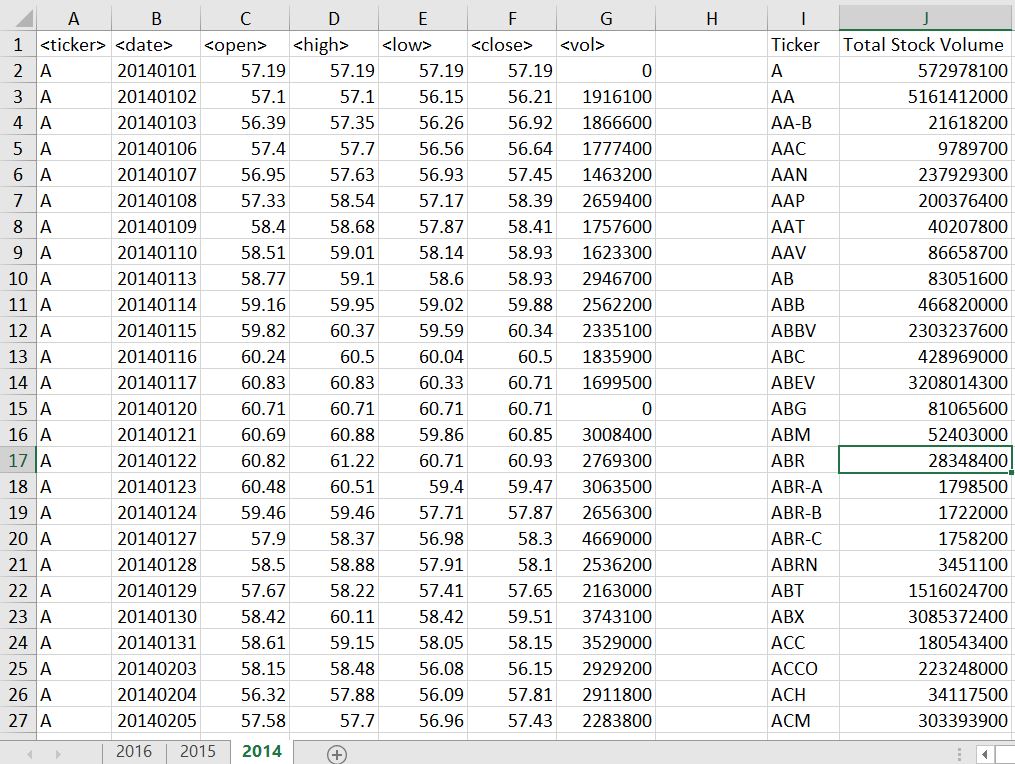 A B C D E F G H I J
1 <ticker> <date> <open> <high> <low> <close> <vol> Ticker Total Stock Volume
2 A 20140101 57.19 57.19 57.19 57.19 0 A 572978100
3 A 20140102 57.1 57.1 56.15 56.21 1916100 AA 5161412000
4 A 20140103 56.39 57.35 56.26 56.92 1866600 AA-B 21618200
5 A 20140106 57.4 57.7 56.56 56.64 1777400 AAC 9789700
6 A 20140107 56.95 57.63 56.93 57.45 1463200 AAN 237929300
7 A 20140108 57.33 58.54 57.17 58.39 2659400 AAP 200376400
8 A 20140109 58.4 58.68 57.87 58.41 1757600 AAT 40207800
9 A 20140110 58.51 59.01 58.14 58.93 1623300 AAV 86658700
10 A 20140113 58.77 59.1 58.6 58.93 2946700 AB 83051600
11 A 20140114 59.16 59.95 59.02 59.88 2562200 ABB 466820000
12 A 20140115 59.82 60.37 59.59 60.34 2335100 ABBV 2303237600
13 A 20140116 60.24 60.5 60.04 60.5 1835900 ABC 428969000
14 A 20140117 60.83 60.83 60.33 60.71 1699500 ABEV 3208014300
15 A 20140120 60.71 60.71 60.71 60.71 0 ABG 81065600
16 A 20140121 60.69 60.88 59.86 60.85 3008400 ABM 52403000
17 A 20140122 60.82 61.22 60.71 60.93 2769300 ABR 28348400
18 A 20140123 60.48 60.51 59.4 59.47 3063500 ABR-A 1798500
19 A 20140124 59.46 59.46 57.71 57.87 2656300 ABR-B 1722000
20 A 20140127 57.9 58.37 56.98 58.3 4669000 ABR-C 1758200
21 A 20140128 58.5 58.88 57.91 58.1 2536200 ABRN 3451100
22 A 20140129 57.67 58.22 57.41 57.65 2163000 ABT 1516024700
23 A 20140130 58.42 60.11 58.42 59.51 3743100 ABX 3085372400
24 A 20140131 58.61 59.15 58.05 58.15 3529000 ACC 180543400
25 A 20140203 58.15 58.48 56.08 56.15 2929200 ACCO 223248000
26 A 20140204 56.32 57.88 56.09 57.81 2911800 ACH 34117500
27 A 20140205 57.58 57.7 56.96 57.43 2283800 ACM 303393900
2016 2015 2014